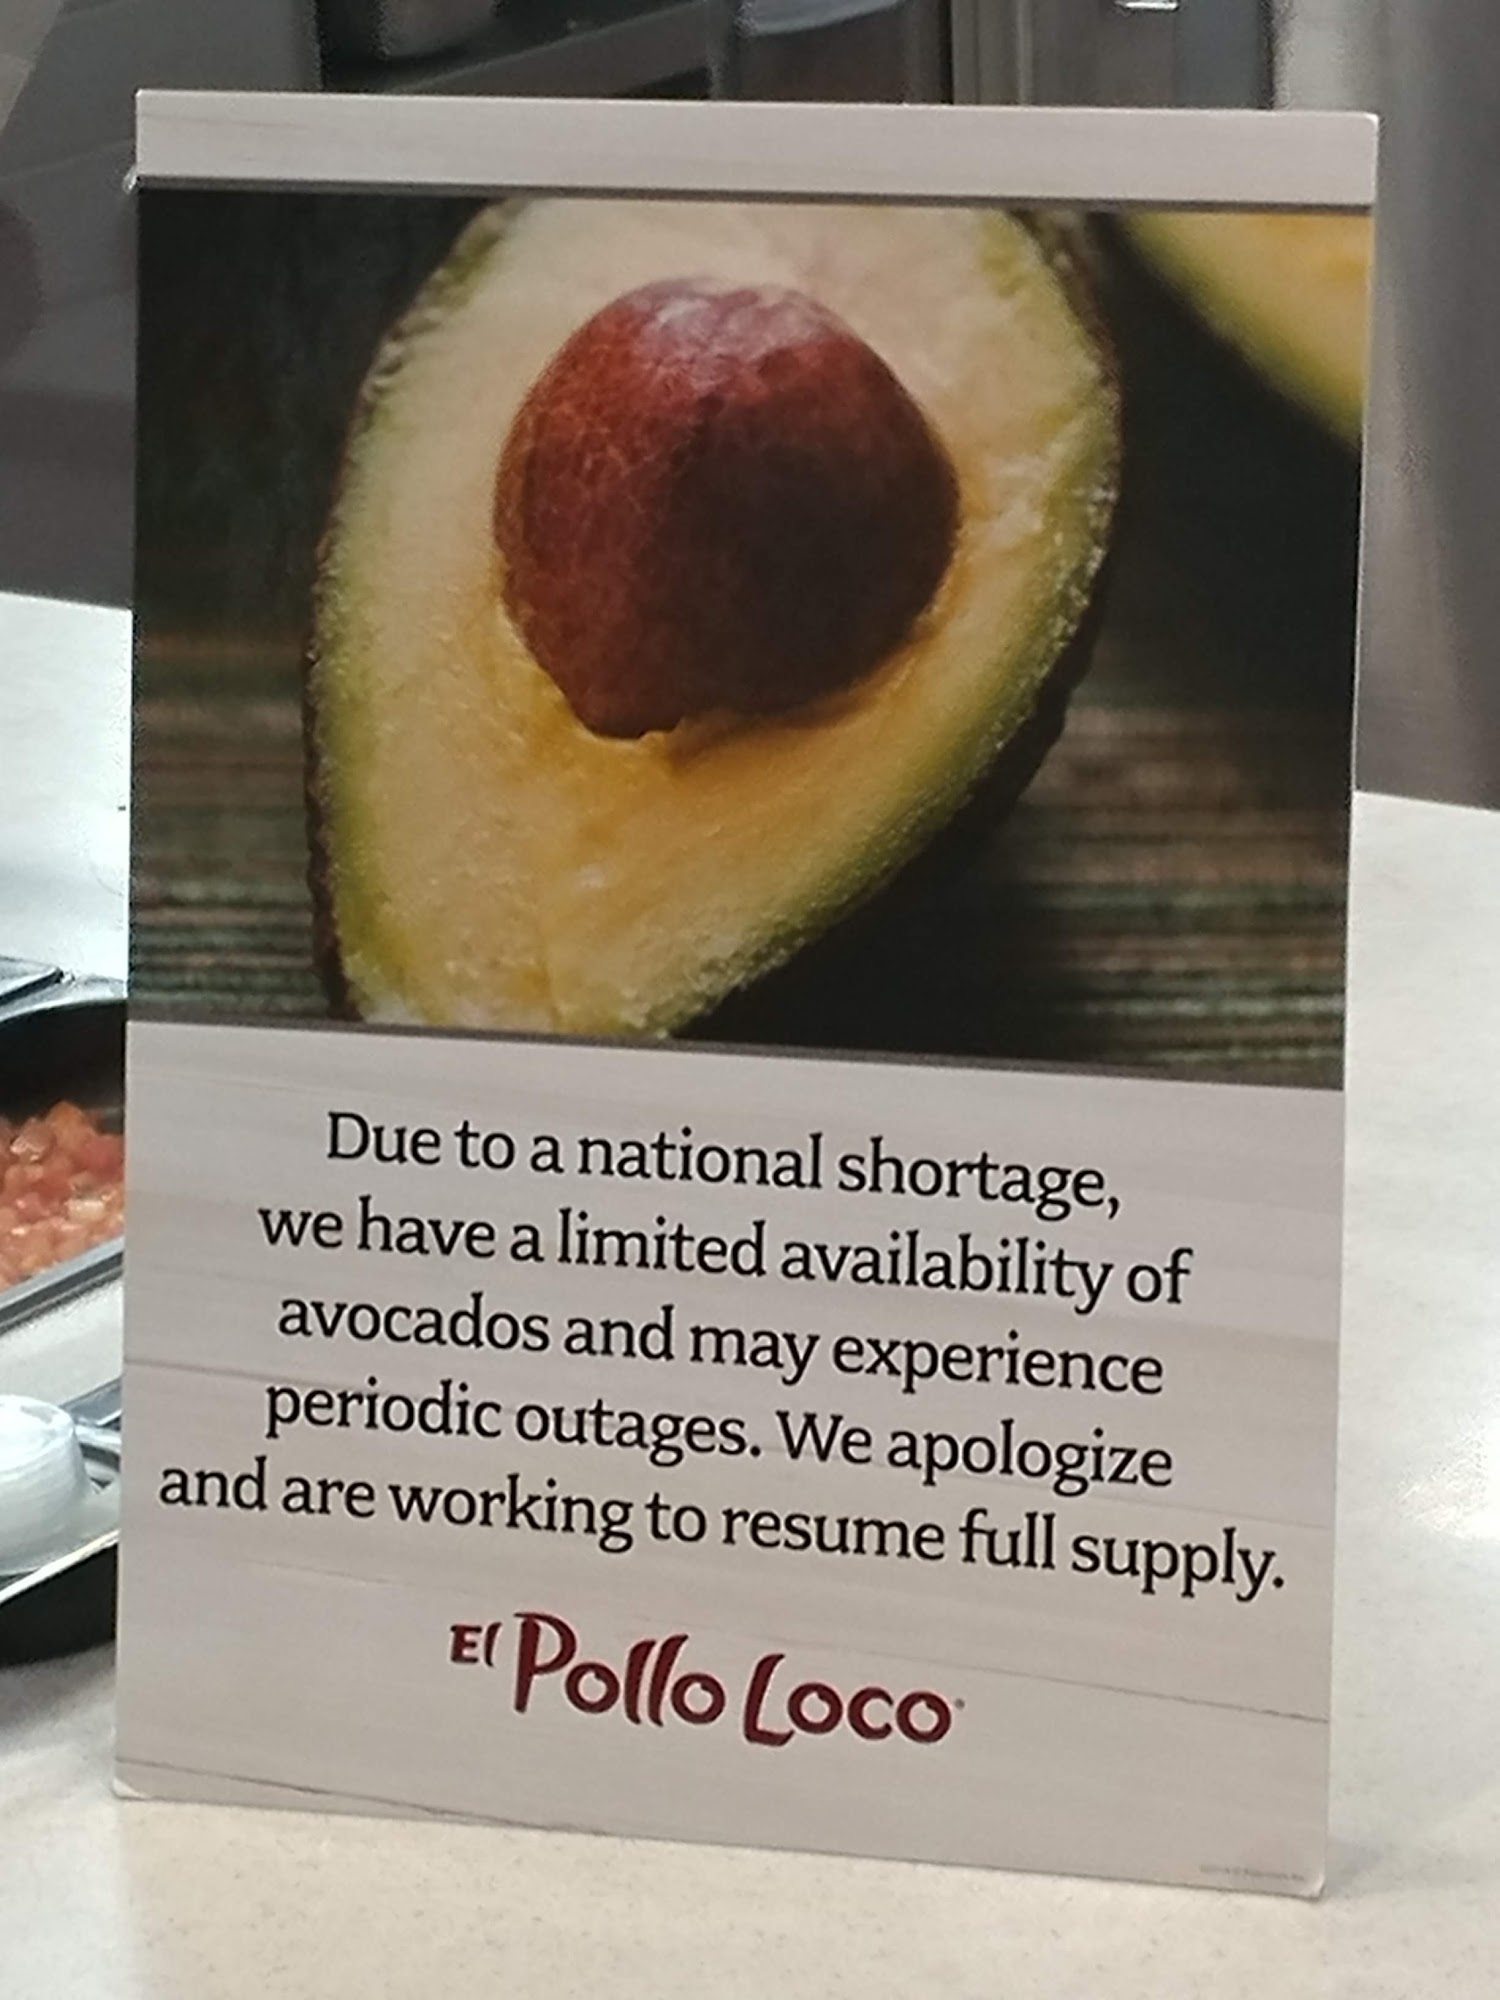 Due to a national shortage,
we have a limited availability of
avocados and may experience
periodic outages. We apologize
and are working to resume full supply.
El Pollo Loco®